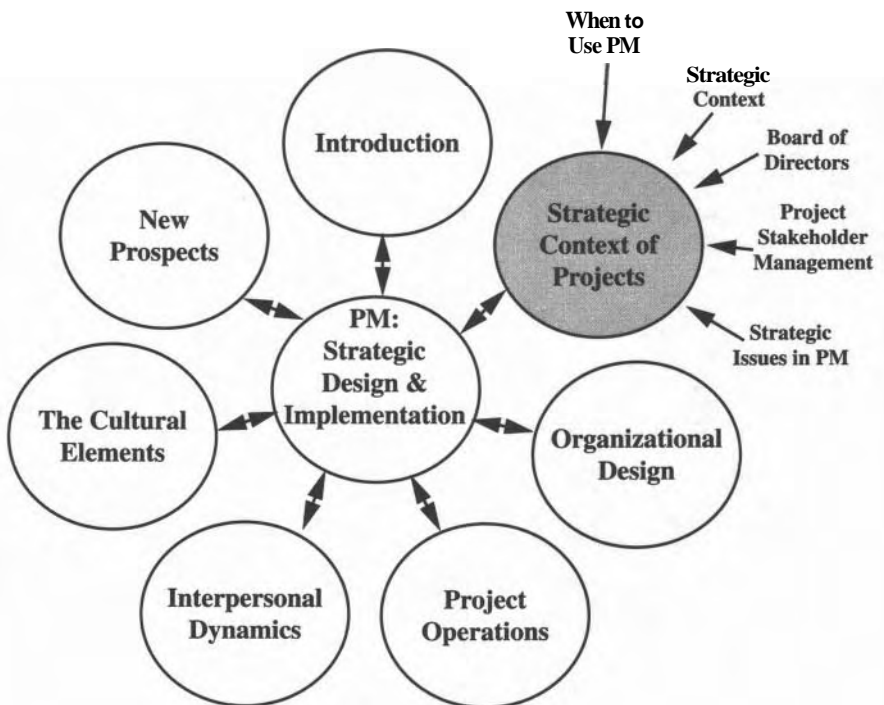 When to
Use PM
Strategic
Context
Board of
Directors
Project
Stakeholder
Management
Strategic
Issues in PM
Introduction
Strategic
Context of
Projects
New
Prospects
PM:
Strategic
Design &
Implementation
The Cultural
Elements
Organizational
Design
Interpersonal
Dynamics
Project
Operations